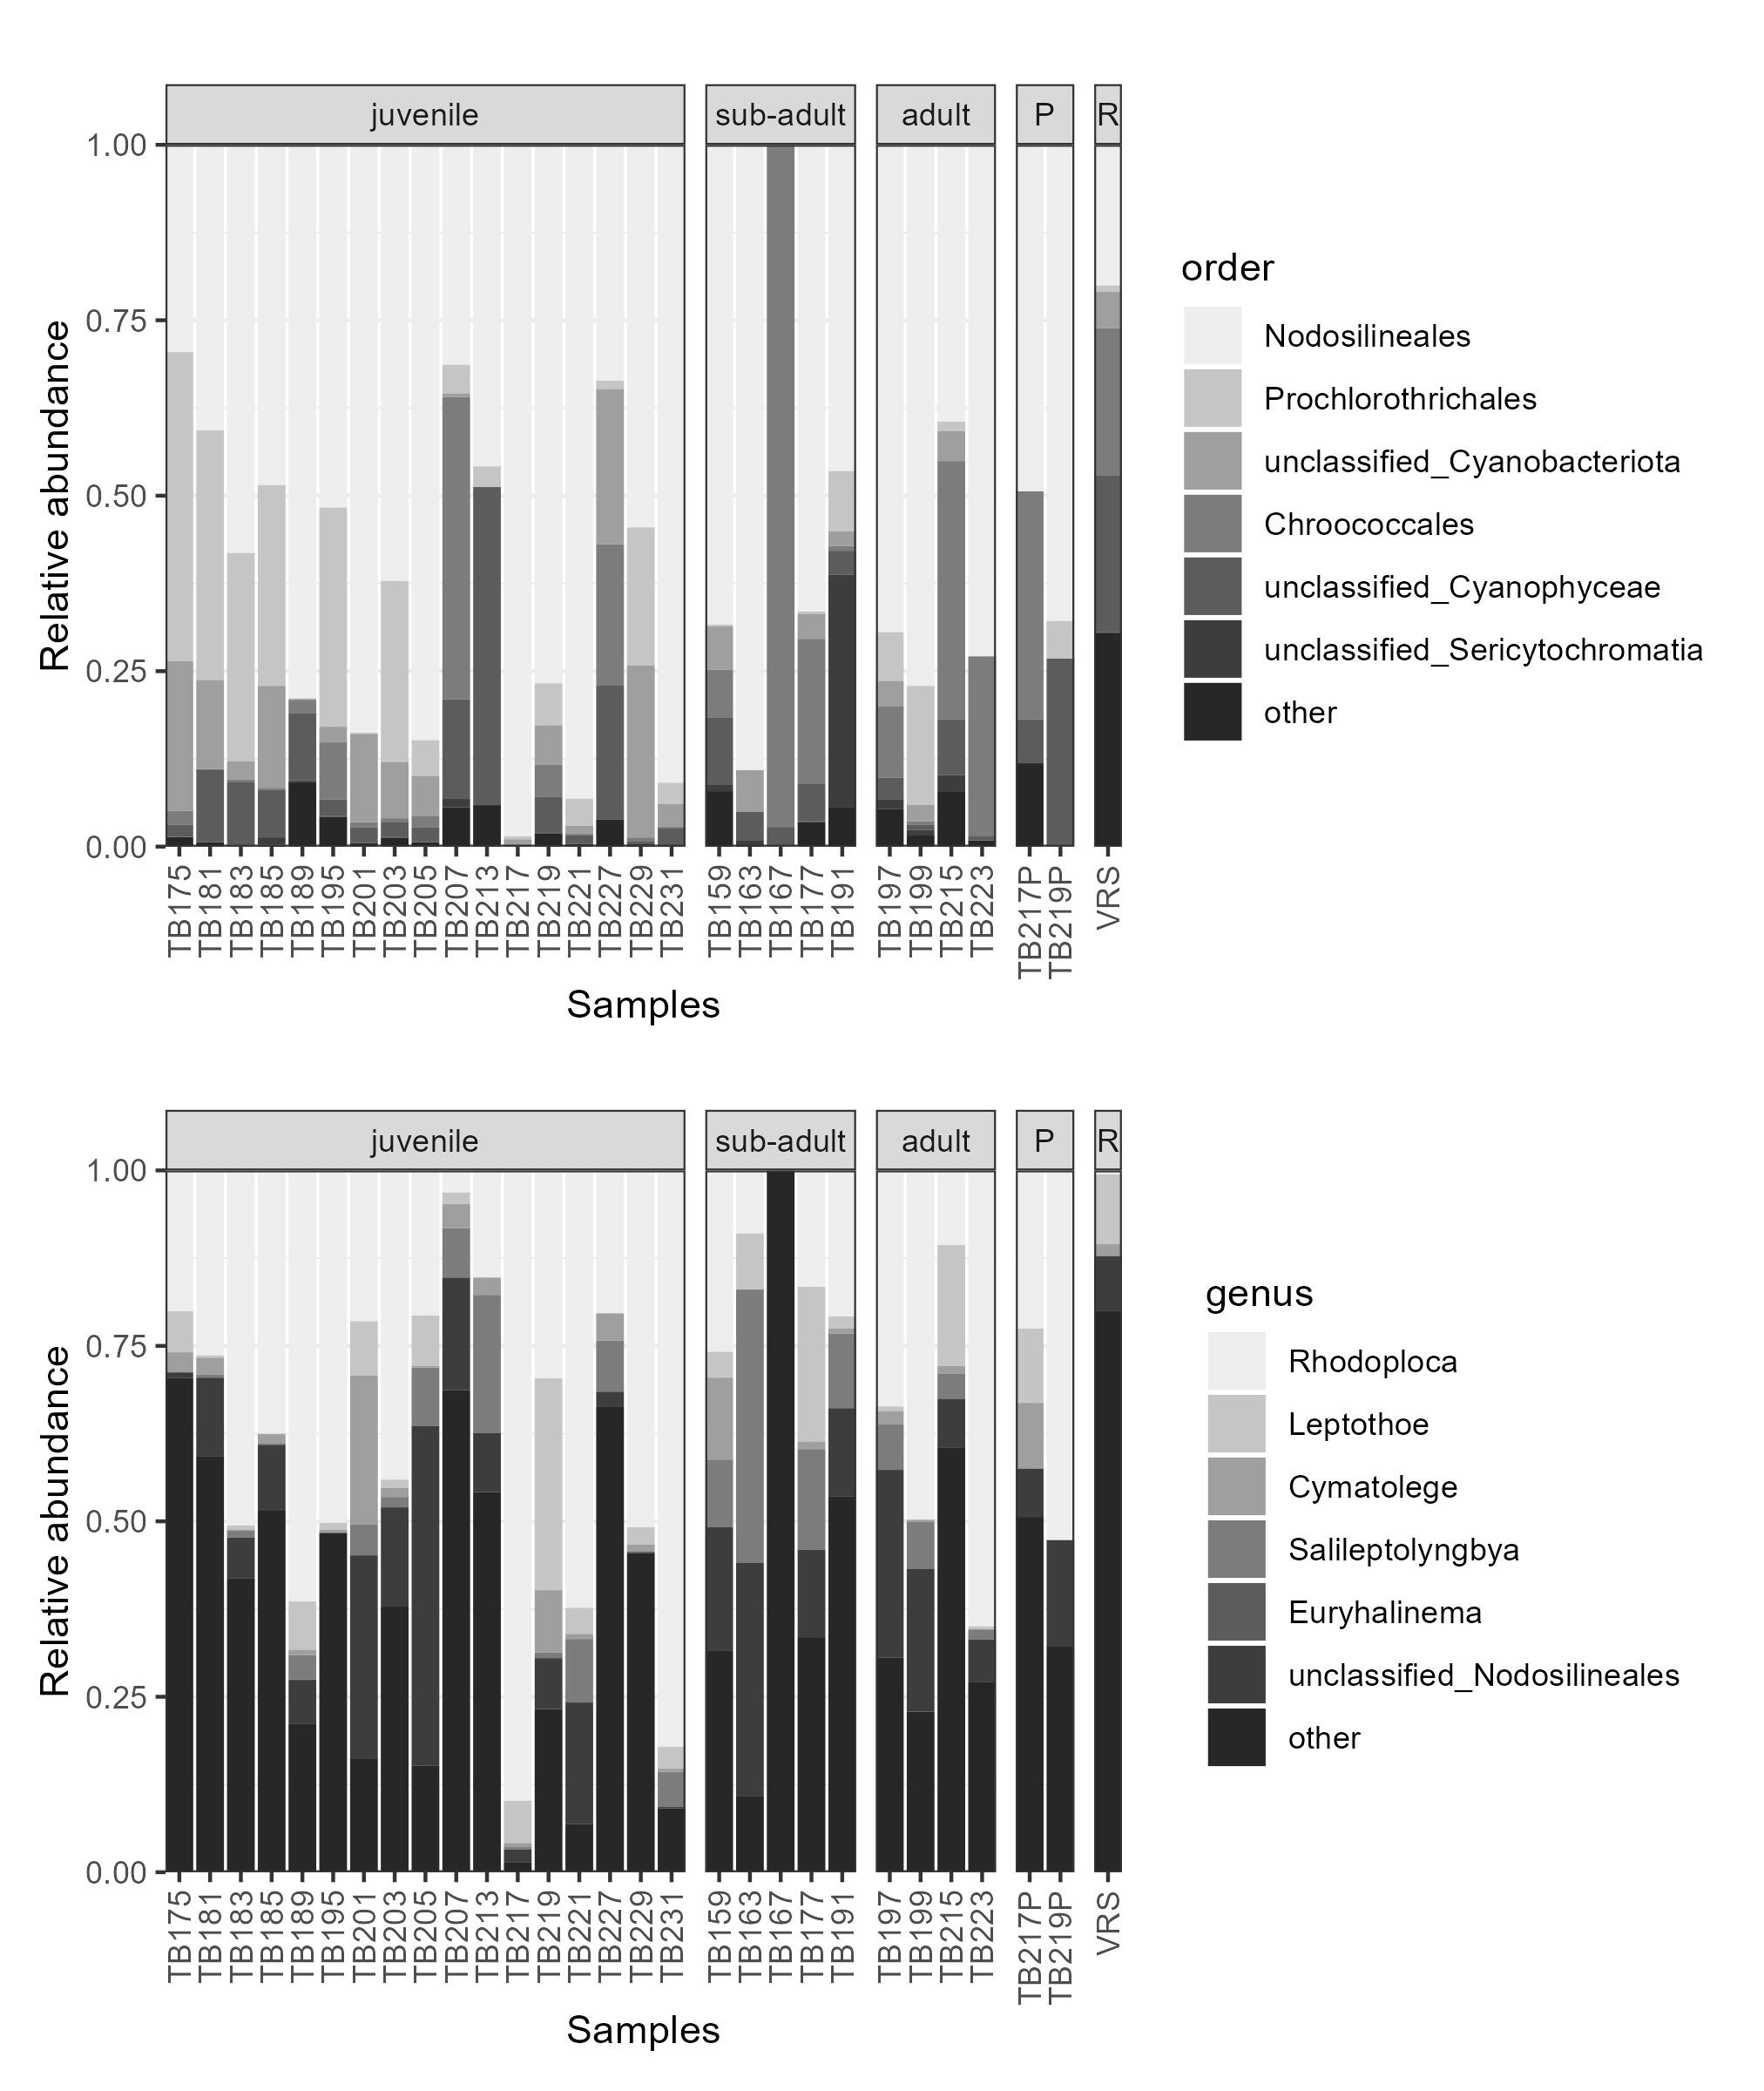 juvenile sub-adult adult P R
1.00
0.75
0.50
0.25
0.00
Relative abundance
TB175 TB181 TB183 TB185 TB189 TB195 TB201 TB203 TB205 TB207 TB213 TB217 TB219 TB221 TB227 TB229 TB231 TB159 TB163 TB167 TB177 TB191 TB197 TB199 TB215 TB223 TB217P TB219P VRS
Samples
order
Nodosilineales
Prochlorothrichales
unclassified_Cyanobacteriota
Chroococcales
unclassified_Cyanophyceae
unclassified_Sericytochromatia
other
juvenile sub-adult adult P R
1.00
0.75
0.50
0.25
0.00
Relative abundance
TB175 TB181 TB183 TB185 TB189 TB195 TB201 TB203 TB205 TB207 TB213 TB217 TB219 TB221 TB227 TB229 TB231 TB159 TB163 TB167 TB177 TB191 TB197 TB199 TB215 TB223 TB217P TB219P VRS
Samples
genus
Rhodoploca
Leptothoe
Cymatolege
Salileptolyngbya
Euryhalinema
unclassified_Nodosilineales
other